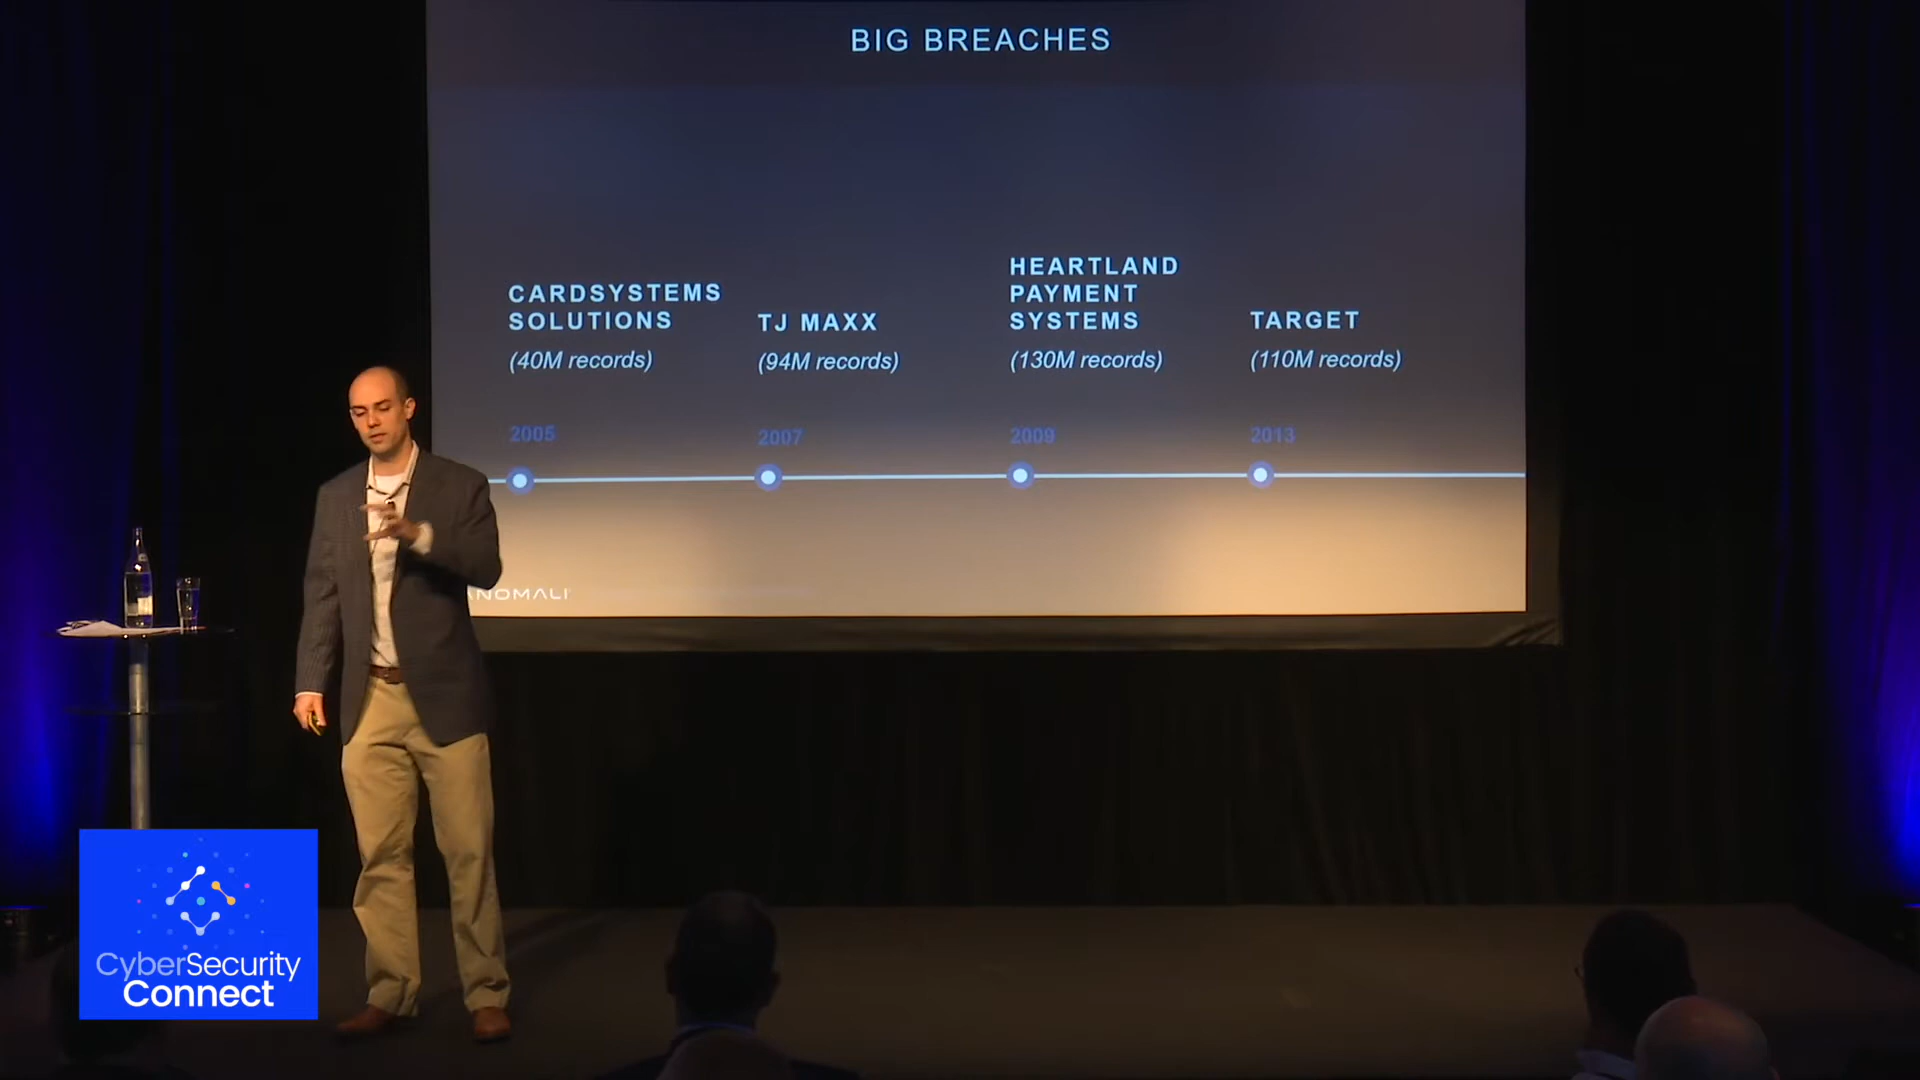 BIG BREACHES
CARDSYSTEMS
SOLUTIONS
(40M records)
2005
TJ MAXX
(94M records)
2007
HEARTLAND
PAYMENT
SYSTEMS
(130M records)
2009
TARGET
(110M records)
2013
ANOMALI
CyberSecurity
Connect